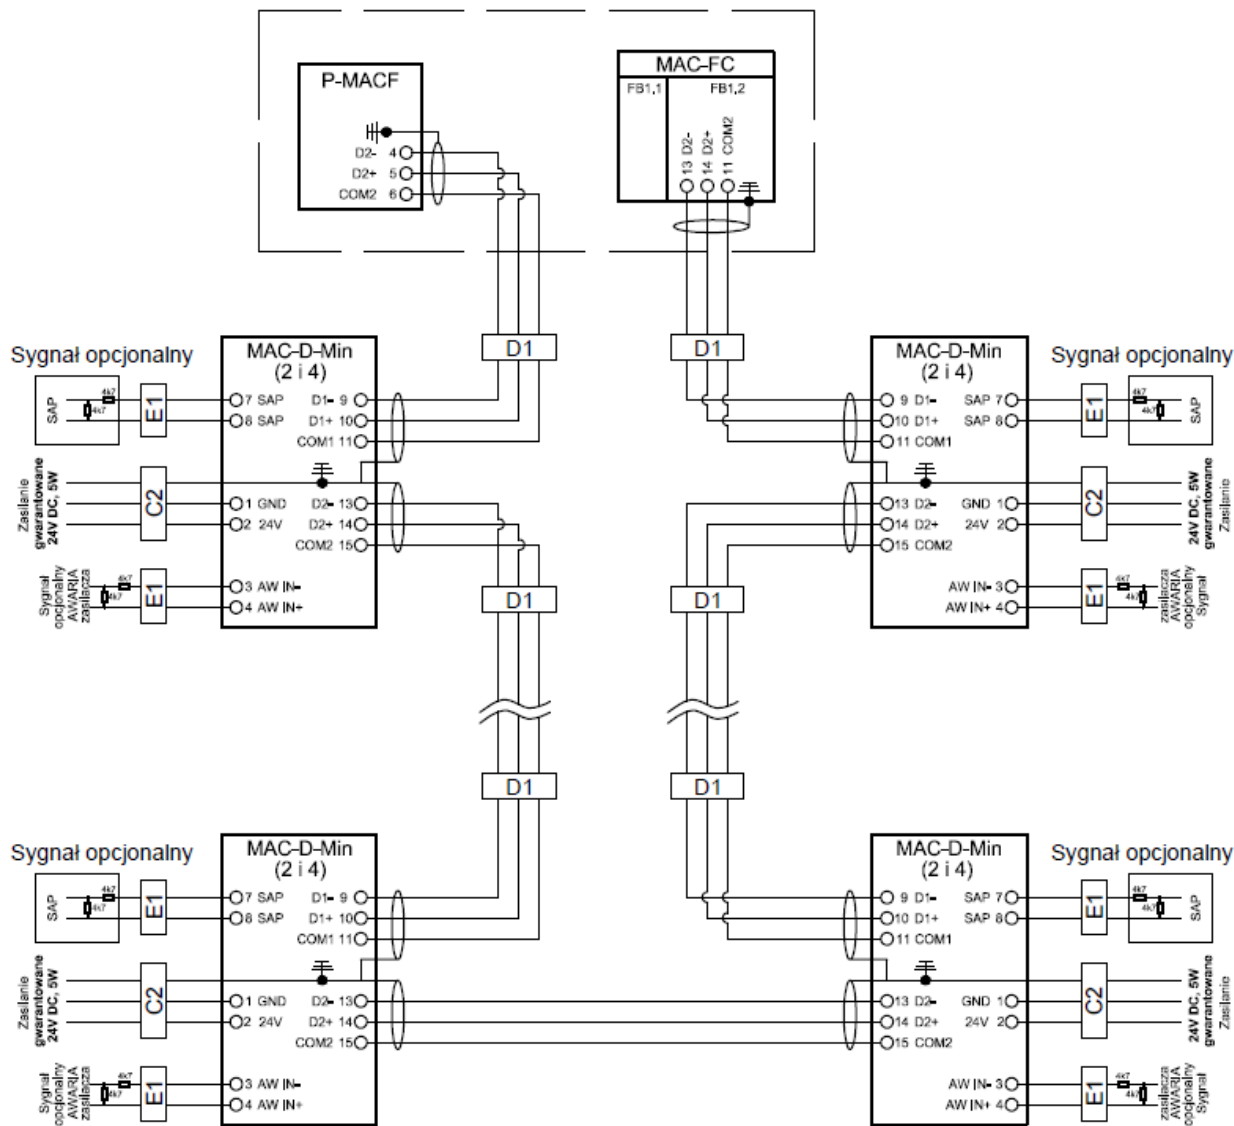 P-MACF
D2- 4
D2+ 5
COM2 6
MAC-FC
FB1,1
FB1,2
13 D2-
14 D2+
11 COM2
D1
D1
Sygnał opcjonalny
SAP
4k7
4k7
E1
MAC-D-Min
(2 i 4)
7 SAP
8 SAP
D1- 9
D1+ 10
COM1 11
Zasilanie
gwarantowane
24V DC, 5W
C2
1 GND
2 24V
D2- 13
D2+ 14
COM2 15
Sygnał
opcjonalny
AWARIA
zasilacza
4k7
4k7
E1
3 AW IN-
4 AW IN+
MAC-D-Min
(2 i 4)
9 D1-
10 D1+
11 COM1
SAP 7
SAP 8
E1
Sygnał opcjonalny
4k7
4k7
SAP
13 D2-
14 D2+
15 COM2
GND 1
24V 2
C2
24V DC, 5W
gwarantowane
Zasilanie
AW IN- 3
AW IN+ 4
E1
4k7
4k7
zasilacza
AWARIA
opcjonalny
Sygnał
D1
D1
D1
D1
Sygnał opcjonalny
SAP
4k7
4k7
E1
MAC-D-Min
(2 i 4)
7 SAP
8 SAP
D1- 9
D1+ 10
COM1 11
Zasilanie
gwarantowane
24V DC, 5W
C2
1 GND
2 24V
D2- 13
D2+ 14
COM2 15
Sygnał
opcjonalny
AWARIA
zasilacza
4k7
4k7
E1
3 AW IN-
4 AW IN+
MAC-D-Min
(2 i 4)
9 D1-
10 D1+
11 COM1
SAP 7
SAP 8
E1
Sygnał opcjonalny
4k7
4k7
SAP
13 D2-
14 D2+
15 COM2
GND 1
24V 2
C2
24V DC, 5W
gwarantowane
Zasilanie
AW IN- 3
AW IN+ 4
E1
4k7
4k7
zasilacza
AWARIA
opcjonalny
Sygnał